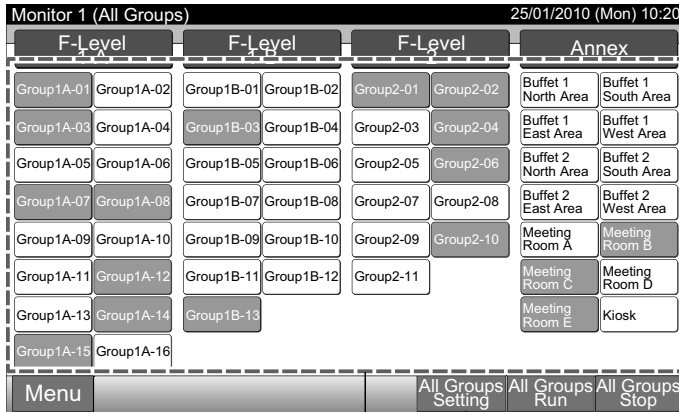 Monitor 1 (All Groups) 25/01/2010 (Mon) 10:20
F-Level 1A F-Level 1B F-Level 2 Annex
Group1A-01 Group1A-02 Group1B-01 Group1B-02 Group2-01 Group2-02 Buffet 1 North Area Buffet 1 South Area
Group1A-03 Group1A-04 Group1B-03 Group1B-04 Group2-03 Group2-04 Buffet 1 East Area Buffet 1 West Area
Group1A-05 Group1A-06 Group1B-05 Group1B-06 Group2-05 Group2-06 Buffet 2 North Area Buffet 2 South Area
Group1A-07 Group1A-08 Group1B-07 Group1B-08 Group2-07 Group2-08 Buffet 2 East Area Buffet 2 West Area
Group1A-09 Group1A-10 Group1B-09 Group1B-10 Group2-09 Group2-10 Meeting Room A Meeting Room B
Group1A-11 Group1A-12 Group1B-11 Group1B-12 Group2-11 Meeting Room C Meeting Room D
Group1A-13 Group1A-14 Group1B-13 Meeting Room E Kiosk
Group1A-15 Group1A-16
Menu All Groups Setting All Groups Run All Groups Stop